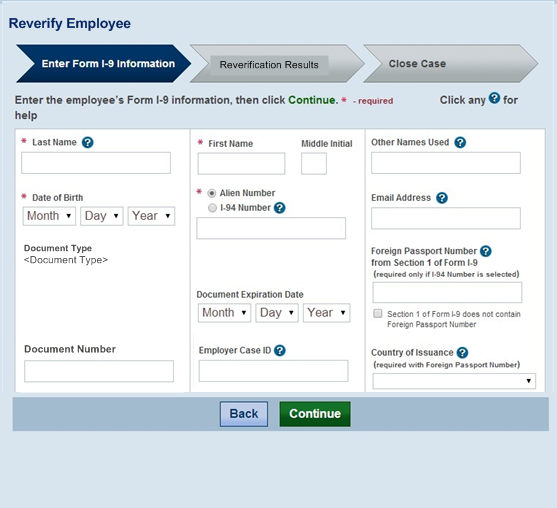 Reverify Employee
Enter Form I-9 Information
Reverification Results
Close Case
Enter the employee's Form I-9 information, then click Continue. * - required
Click any ? for
help
* Last Name ?
* First Name
Middle Initial
Other Names Used ?
* Date of Birth
Month
Day
Year
* Alien Number
I-94 Number ?
Email Address ?
Document Type
<Document Type>
Foreign Passport Number ?
from Section 1 of Form I-9
(required only if I-94 Number is selected)
Document Expiration Date
Month
Day
Year
Section 1 of Form I-9 does not contain
Foreign Passport Number
Document Number
Employer Case ID ?
Country of Issuance ?
(required with Foreign Passport Number)
Back
Continue